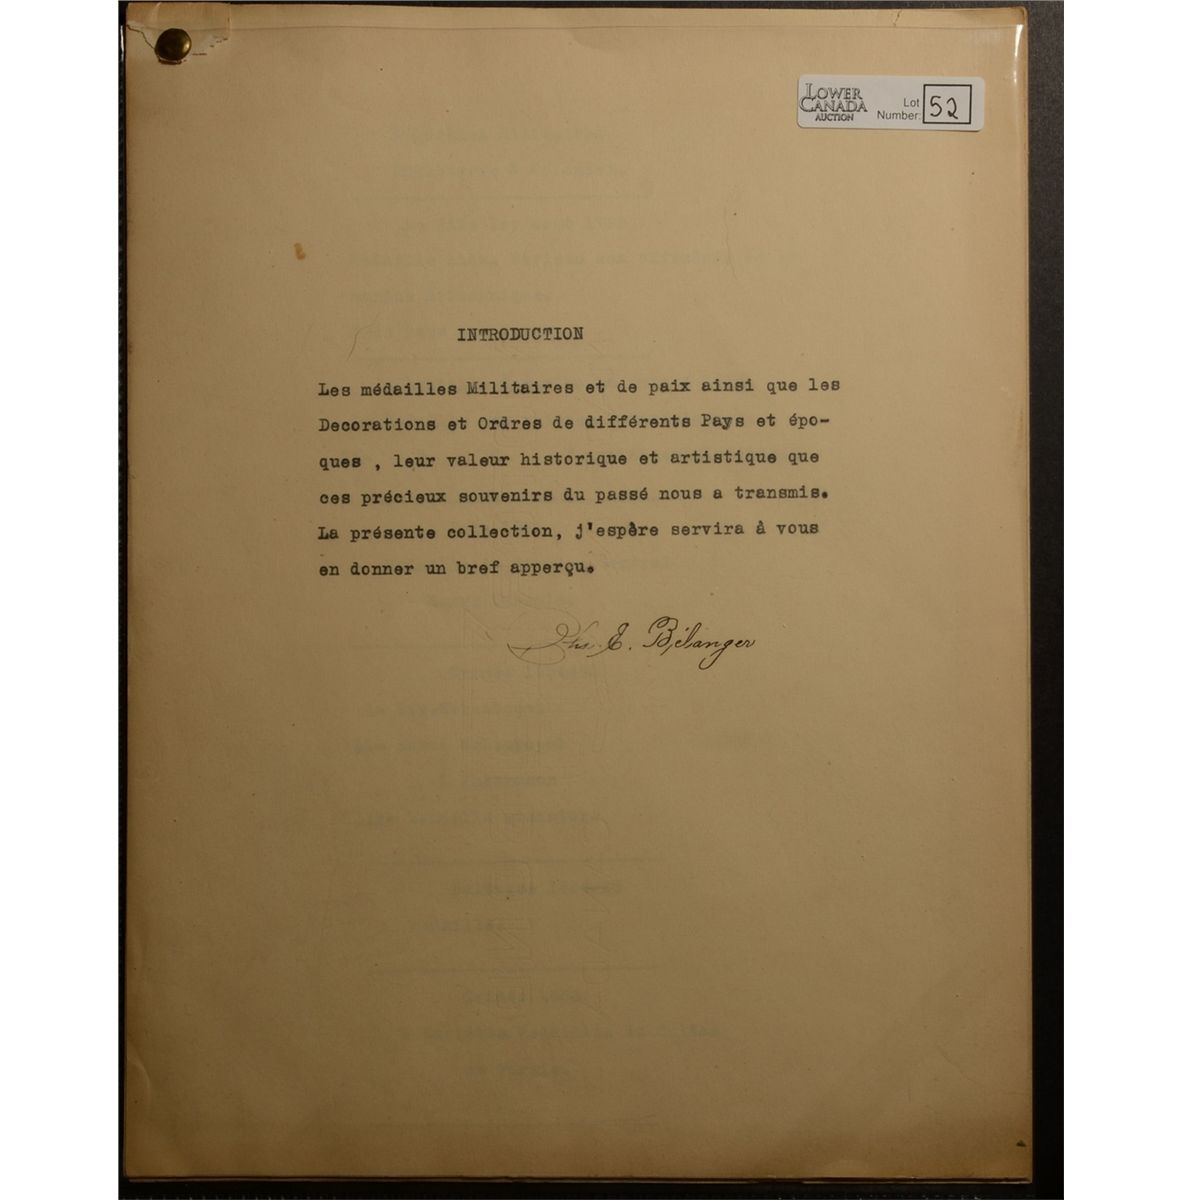 LOWER
CANADA
AUCTION
Lot
Number: 52
INTRODUCTION
Les médailles Militaires et de paix ainsi que les
Decorations et Ordres de différents Pays et épo-
ques , leur valeur historique et artistique que
ces précieux souvenirs du passé nous a transmis.
La présente collection, j'espère servira à vous
en donner un bref apperçu.
E. Bélanger